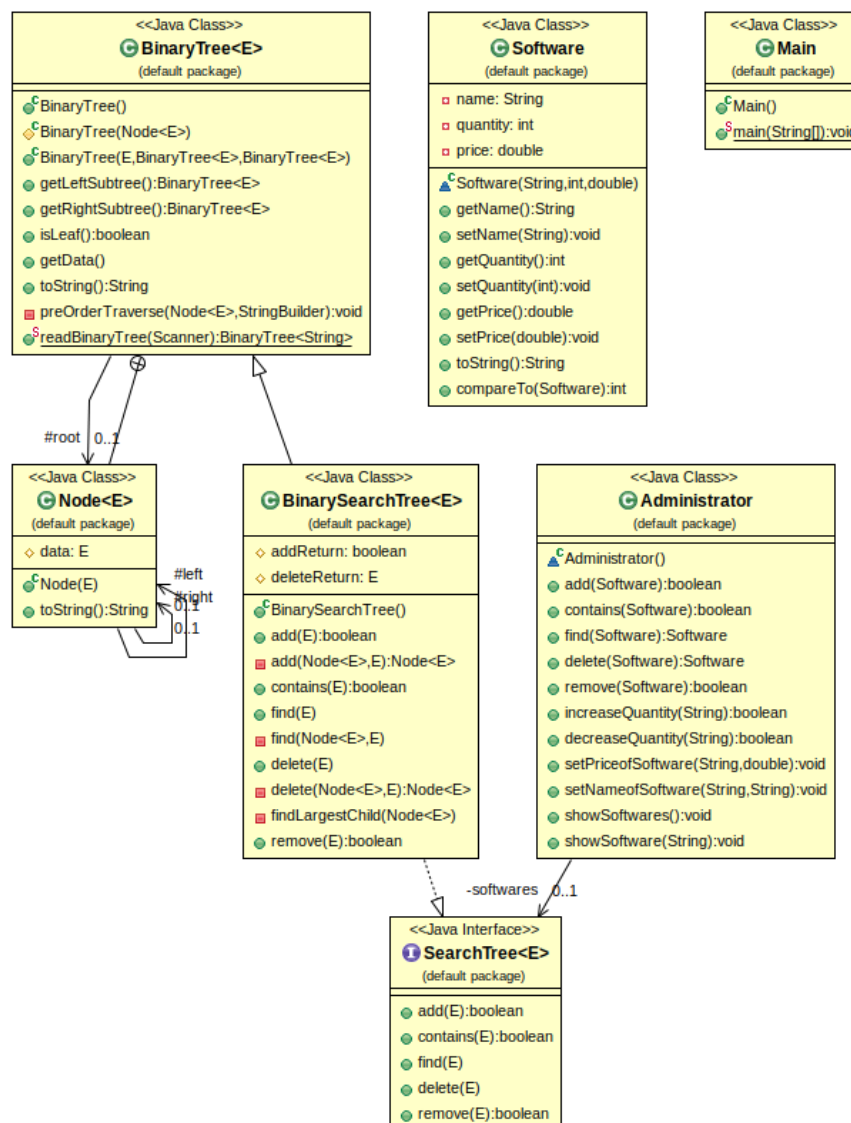 <<Java Class>>
BinaryTree<E>
(default package)
BinaryTree()
BinaryTree(Node<E>)
BinaryTree(E,BinaryTree<E>,BinaryTree<E>)
getLeftSubtree():BinaryTree<E>
getRightSubtree():BinaryTree<E>
isLeaf():boolean
getData()
toString():String
preOrderTraverse(Node<E>,StringBuilder):void
readBinaryTree(Scanner):BinaryTree<String>
<<Java Class>>
Software
(default package)
name: String
quantity: int
price: double
Software(String,int,double)
getName():String
setName(String):void
getQuantity():int
setQuantity(int):void
getPrice():double
setPrice(double):void
toString():String
compareTo(Software):int
<<Java Class>>
Main
(default package)
Main()
main(String[]):void
#root
0..1
<<Java Class>>
Node<E>
(default package)
data: E
Node(E)
toString():String
#left
#right
0..1
0..1
<<Java Class>>
BinarySearchTree<E>
(default package)
addReturn: boolean
deleteReturn: E
BinarySearchTree()
add(E):boolean
add(Node<E>,E):Node<E>
contains(E):boolean
find(E)
find(Node<E>,E)
delete(E)
delete(Node<E>,E):Node<E>
findLargestChild(Node<E>)
remove(E):boolean
<<Java Class>>
Administrator
(default package)
Administrator()
add(Software):boolean
contains(Software):boolean
find(Software):Software
delete(Software):Software
remove(Software):boolean
increaseQuantity(String):boolean
decreaseQuantity(String):boolean
setPriceofSoftware(String,double):void
setNameofSoftware(String,String):void
showSoftwares():void
showSoftware(String):void
-softwares
0..1
<<Java Interface>>
SearchTree<E>
(default package)
add(E):boolean
contains(E):boolean
find(E)
delete(E)
remove(E):boolean